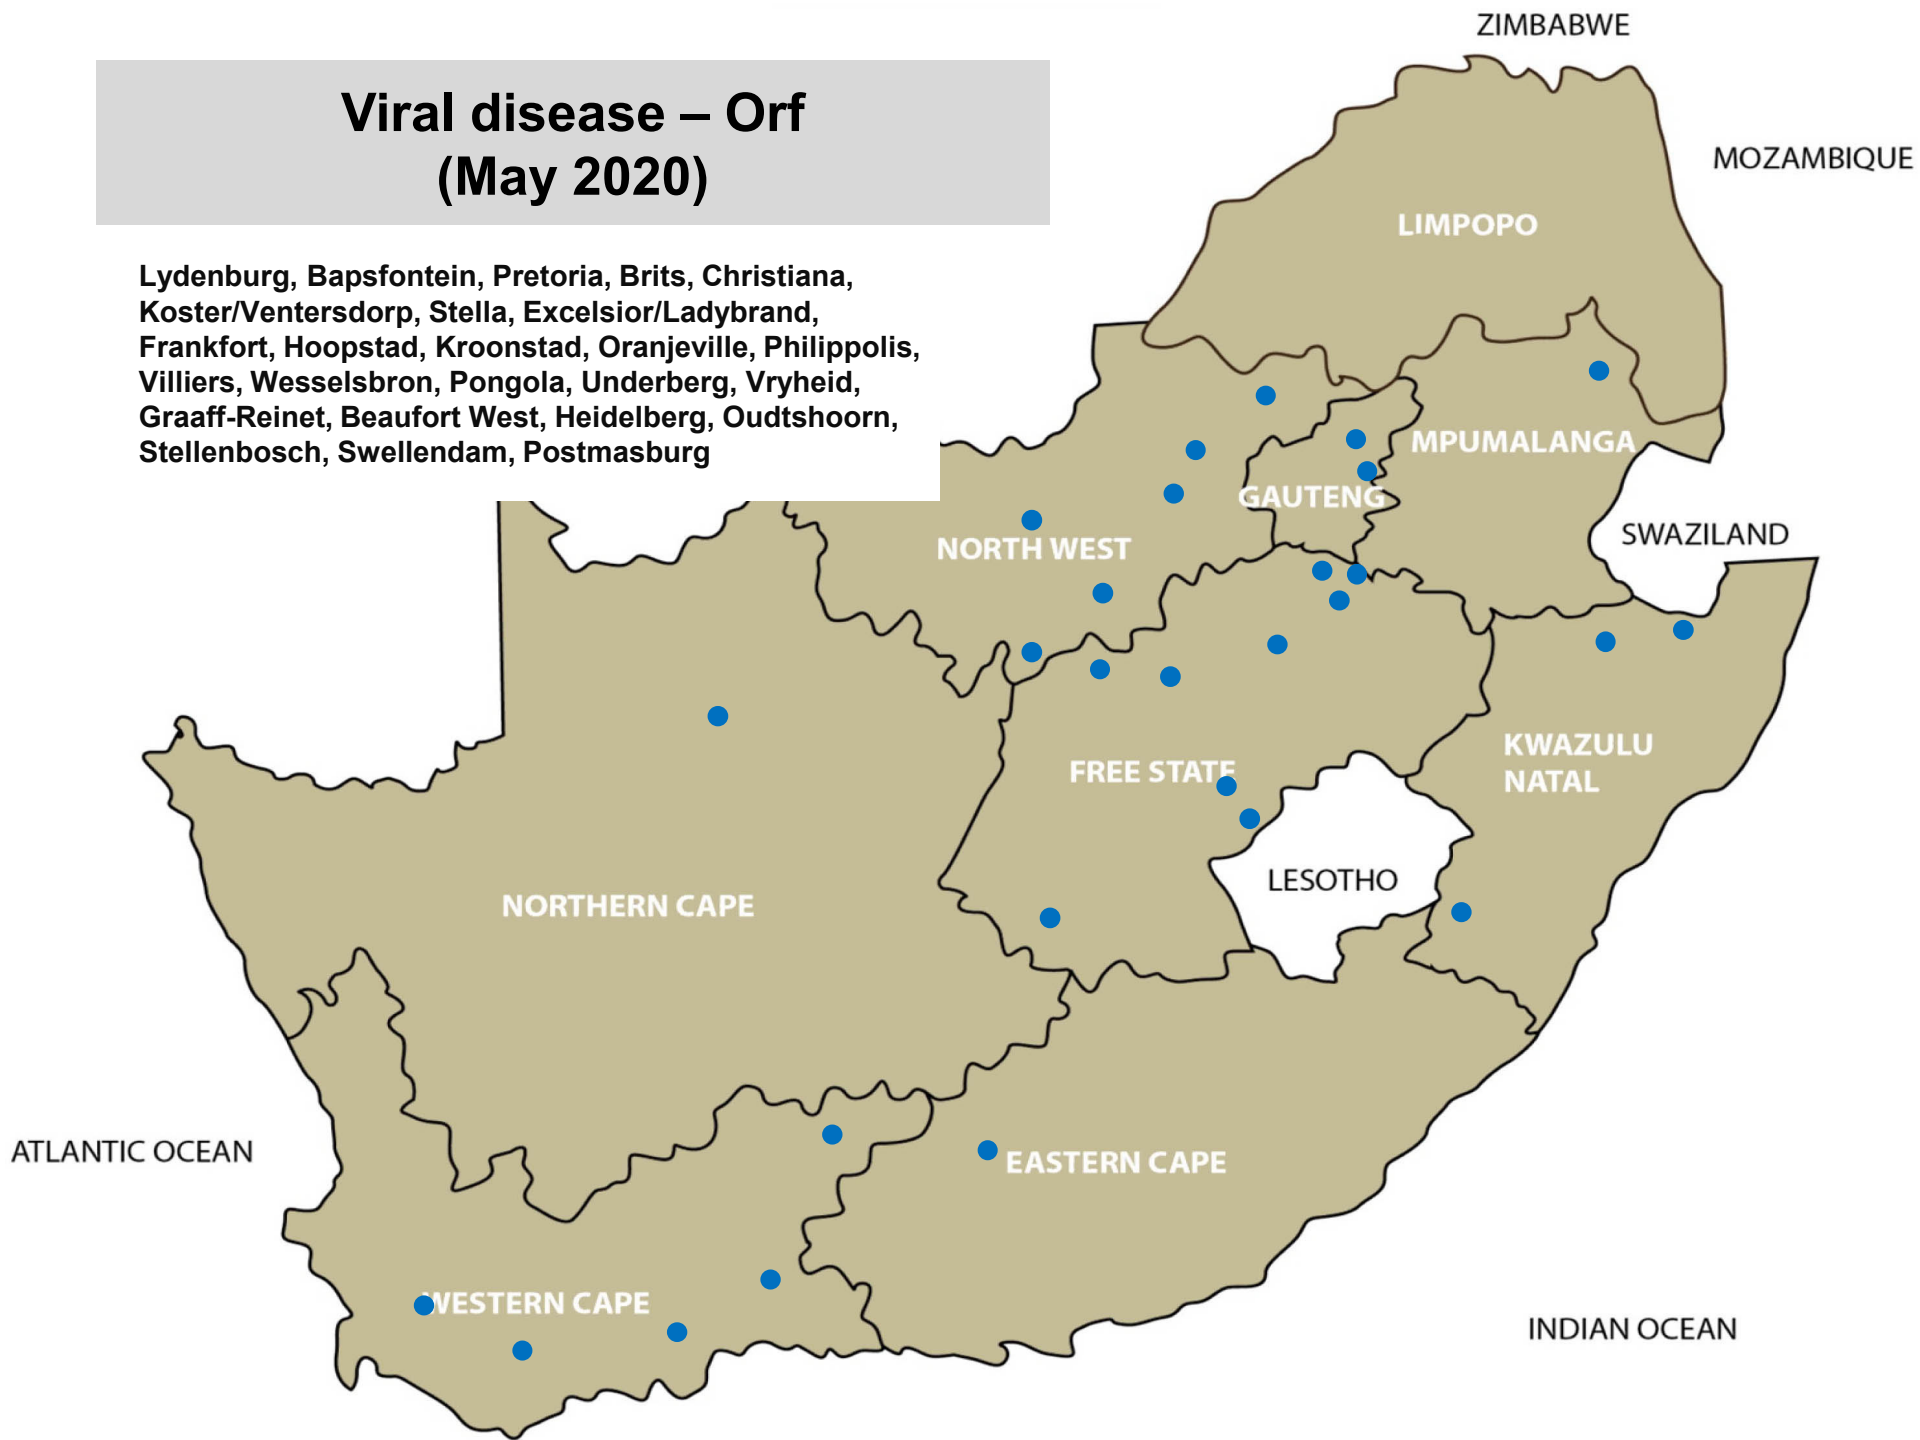 ZIMBABWE
Viral disease – Orf
(May 2020)
MOZAMBIQUE
LIMPOPO
Lydenburg, Bapsfontein, Pretoria, Brits, Christiana,
Koster/Ventersdorp, Stella, Excelsior/Ladybrand,
Frankfort, Hoopstad, Kroonstad, Oranjeville, Philippolis,
Villiers, Wesselsbron, Pongola, Underberg, Vryheid,
Graaff-Reinet, Beaufort West, Heidelberg, Oudtshoorn,
Stellenbosch, Swellendam, Postmasburg
MPUMALANGA
GAUTENG
SWAZILAND
NORTH WEST
KWAZULU
NATAL
FREE STATE
LESOTHO
NORTHERN CAPE
ATLANTIC OCEAN
EASTERN CAPE
WESTERN CAPE
INDIAN OCEAN